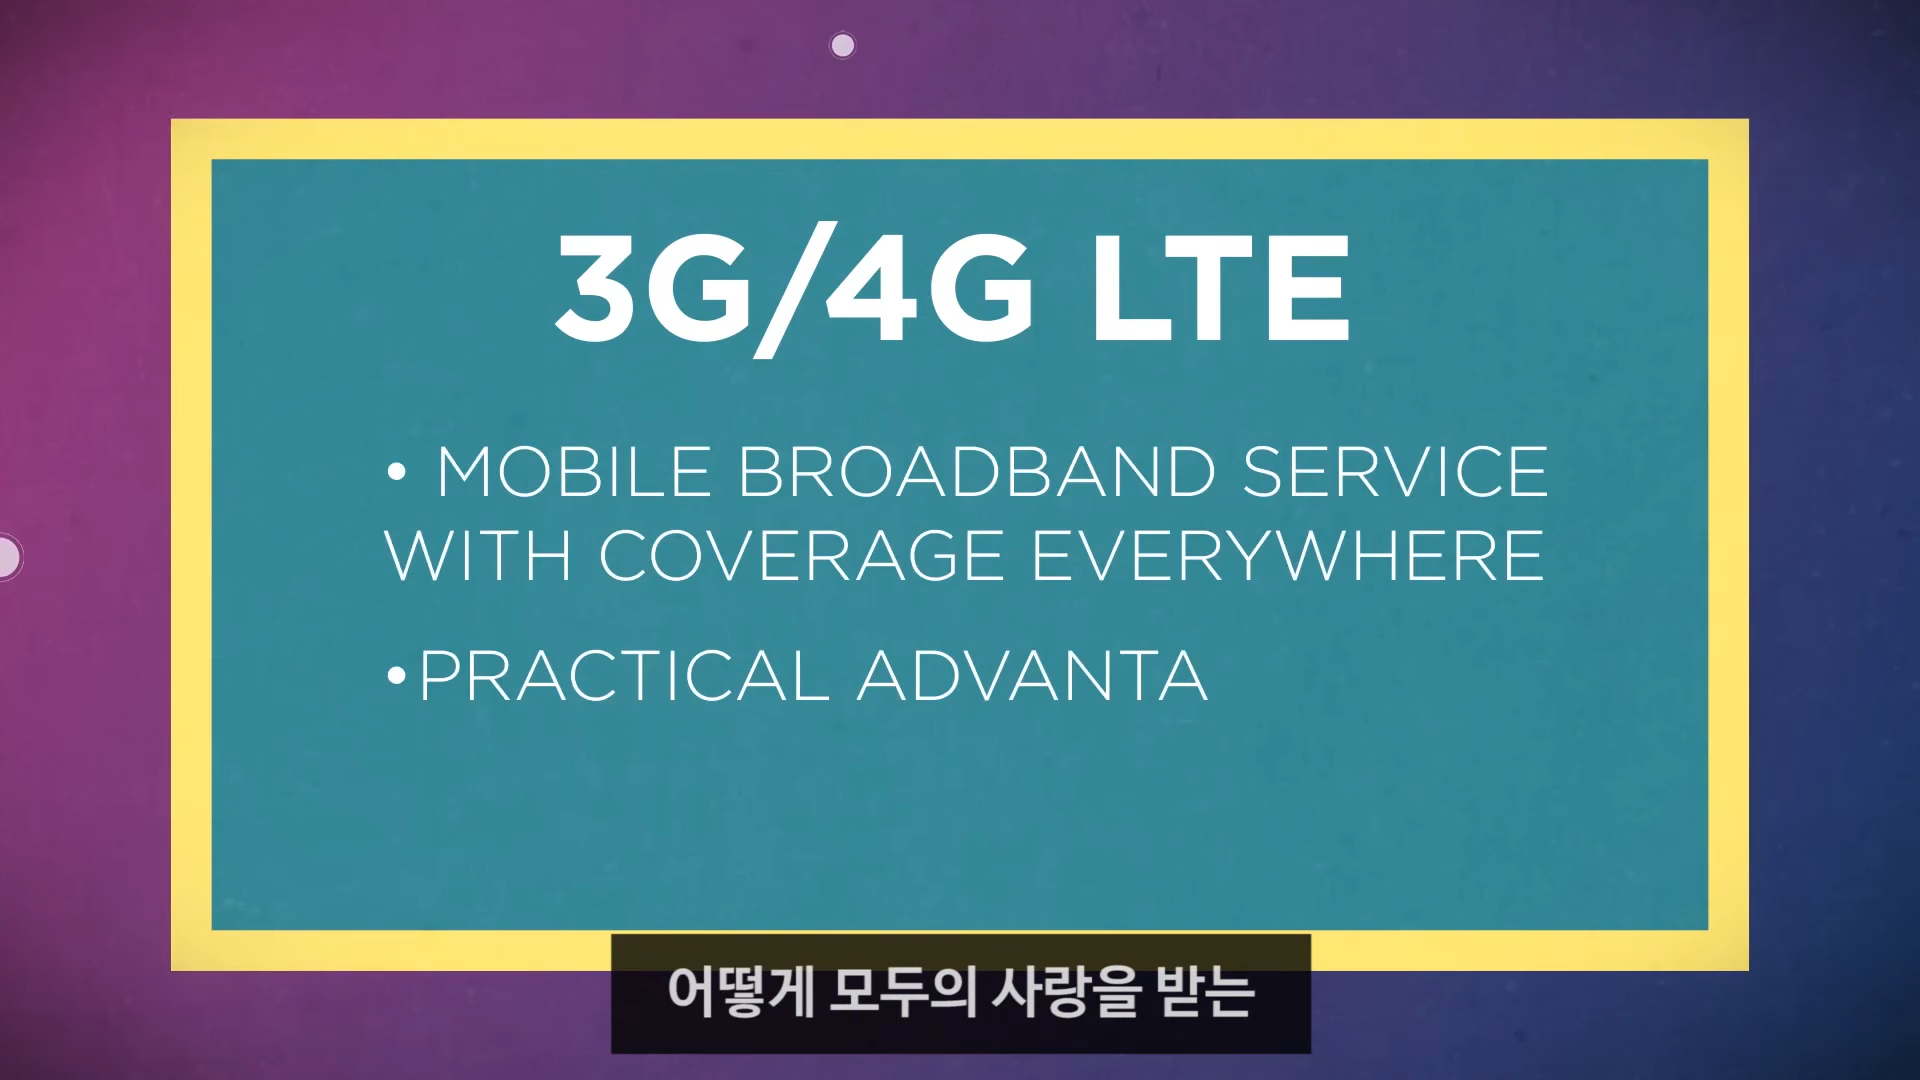 3G/4G LTE
• MOBILE BROADBAND SERVICE
WITH COVERAGE EVERYWHERE
•PRACTICAL ADVANTA
어떻게 모두의 사랑을 받는